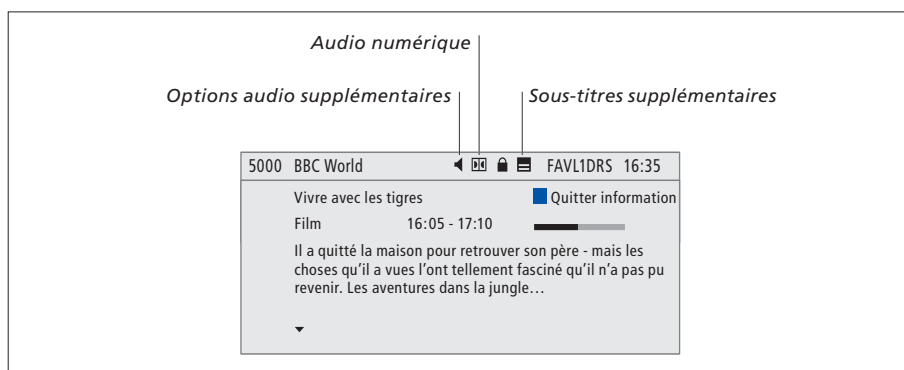 Audio numérique
Options audio supplémentaires
Sous-titres supplémentaires
5000 BBC World FAVL1DRS 16:35
Vivre avec les tigres Quitter information
Film 16:05 - 17:10
Il a quitté la maison pour retrouver son père - mais les
choses qu'il a vues l'ont tellement fasciné qu'il n'a pas pu
revenir. Les aventures dans la jungle…